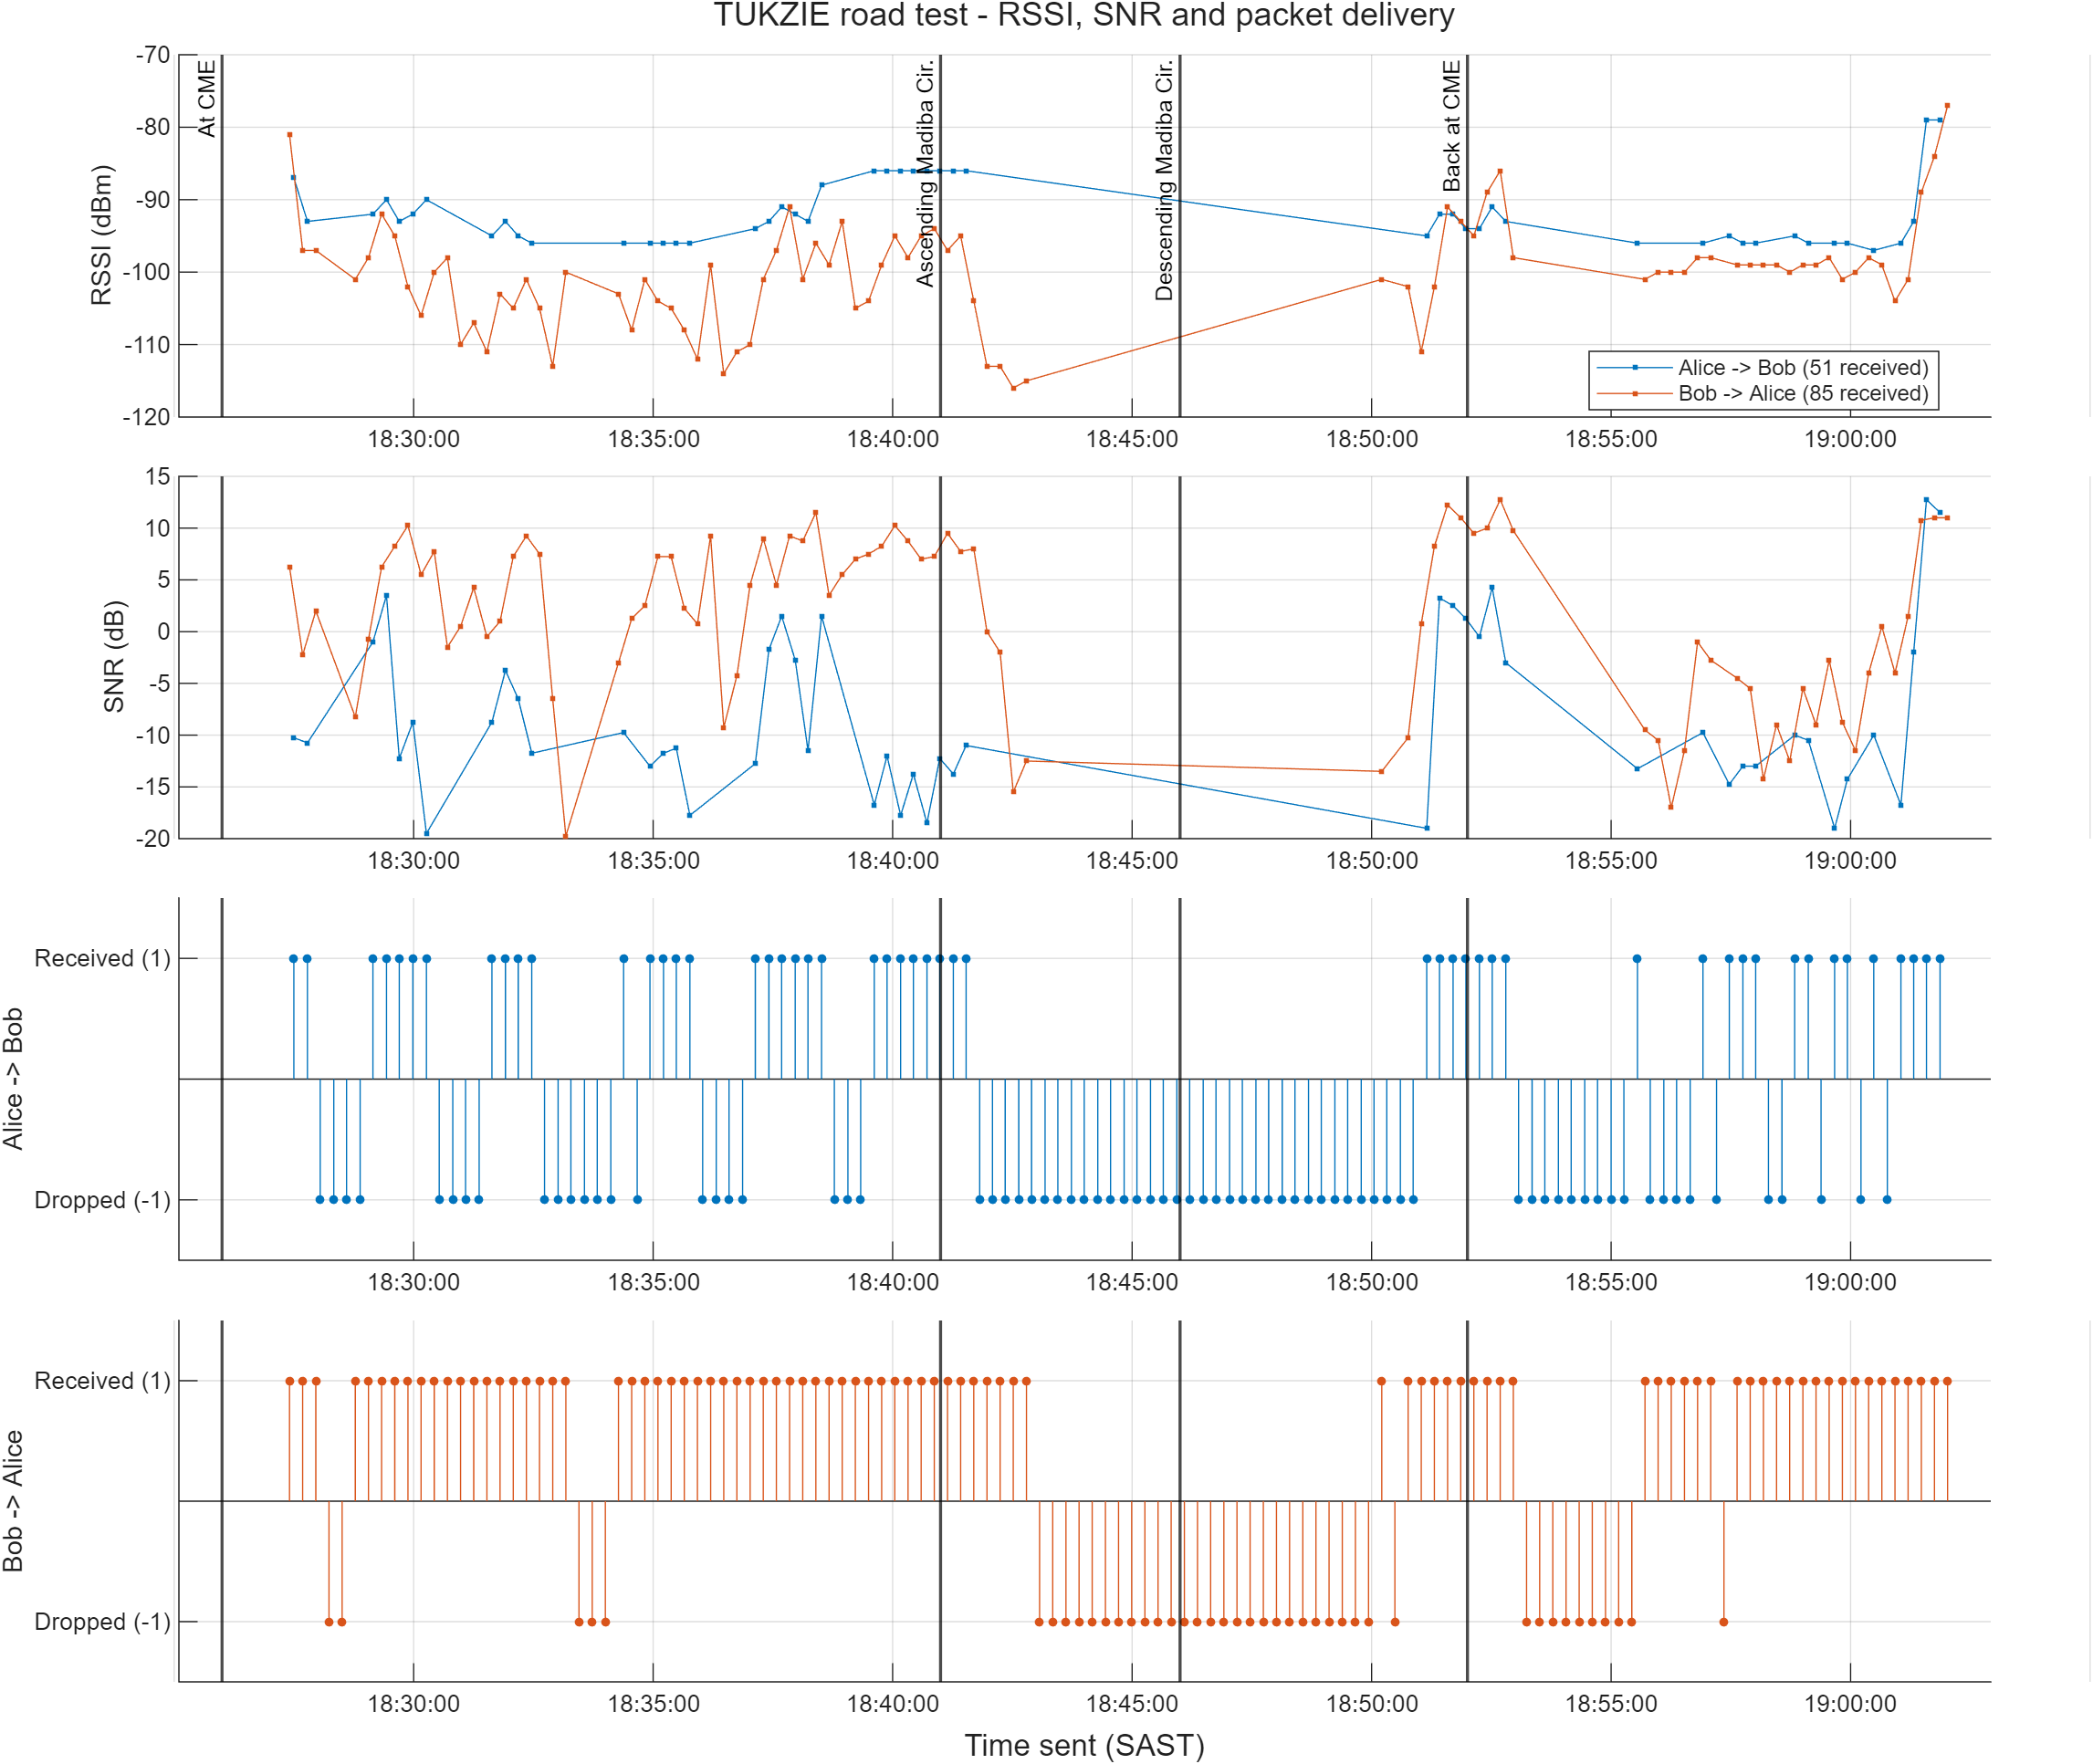 TUKZIE road test - RSSI, SNR and packet delivery
RSSI (dBm)
-70
-80
-90
-100
-110
-120
At CME
Ascending Madiba Cir.
Descending Madiba Cir.
Back at CME
Alice -> Bob (51 received)
Bob -> Alice (85 received)
18:30:00 18:35:00 18:40:00 18:45:00 18:50:00 18:55:00 19:00:00
SNR (dB)
15
10
5
0
-5
-10
-15
-20
18:30:00 18:35:00 18:40:00 18:45:00 18:50:00 18:55:00 19:00:00
Alice -> Bob
Received (1)
Dropped (-1)
18:30:00 18:35:00 18:40:00 18:45:00 18:50:00 18:55:00 19:00:00
Bob -> Alice
Received (1)
Dropped (-1)
18:30:00 18:35:00 18:40:00 18:45:00 18:50:00 18:55:00 19:00:00
Time sent (SAST)